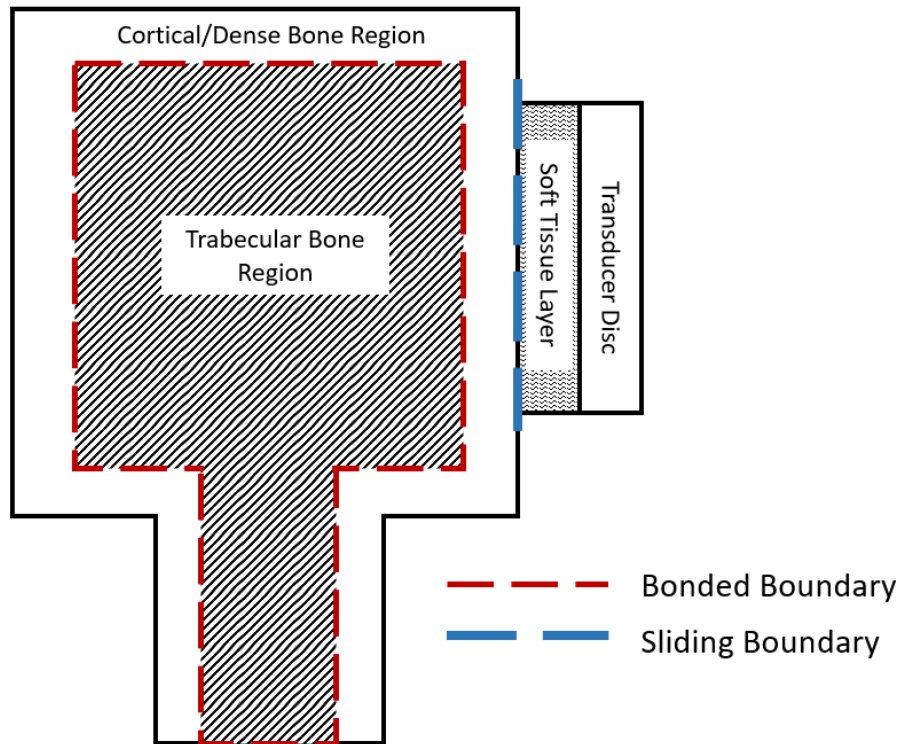 Cortical/Dense Bone Region
Trabecular Bone
Region
Soft Tissue Layer
Transducer Disc
Bonded Boundary
Sliding Boundary